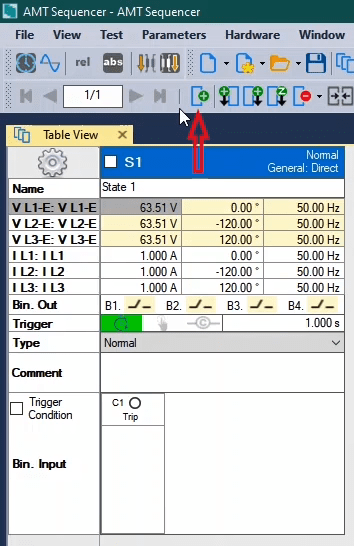 AMT Sequencer - AMT Sequencer
File View Test Parameters Hardware Window
rel abs
1/1
Table View
S1 Normal
General: Direct
Name State 1
V L1-E: V L1-E 63.51 V 0.00 ° 50.00 Hz
V L2-E: V L2-E 63.51 V -120.00 ° 50.00 Hz
V L3-E: V L3-E 63.51 V 120.00 ° 50.00 Hz
I L1: I L1 1.000 A 0.00 ° 50.00 Hz
I L2: I L2 1.000 A -120.00 ° 50.00 Hz
I L3: I L3 1.000 A 120.00 ° 50.00 Hz
Bin. Out B1. B2. B3. B4.
Trigger 1.000 s
Type Normal
Comment
Trigger
Condition
C1
Trip
Bin. Input